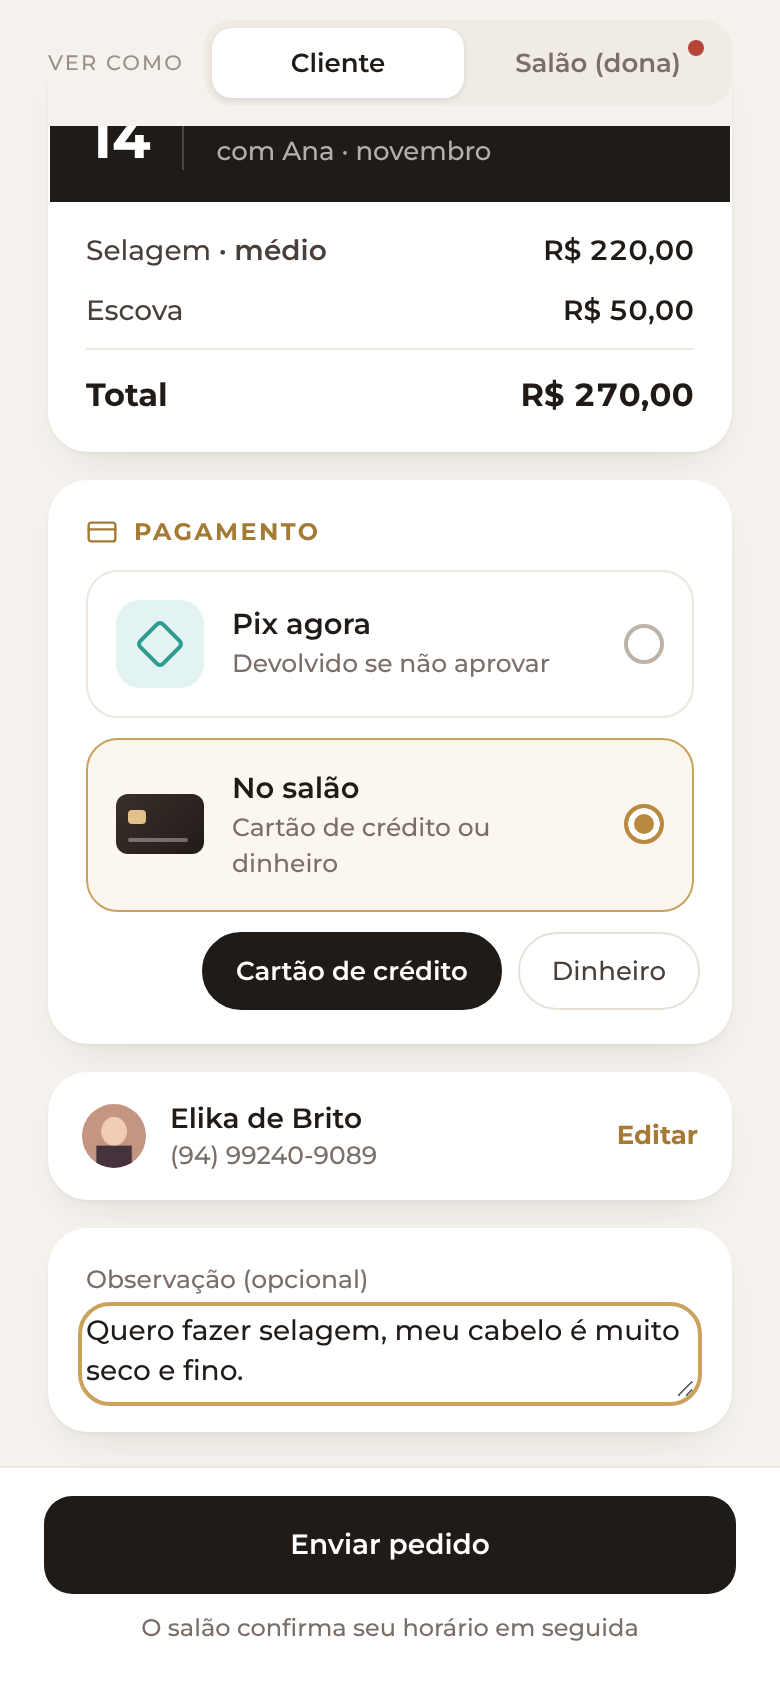 VER COMO
Cliente
Salão (dona)
14
com Ana · novembro
Selagem · médio
R$ 220,00
Escova
R$ 50,00
Total
R$ 270,00
PAGAMENTO
Pix agora
Devolvido se não aprovar
No salão
Cartão de crédito ou
dinheiro
Cartão de crédito
Dinheiro
Elika de Brito
(94) 99240-9089
Editar
Observação (opcional)
Quero fazer selagem, meu cabelo é muito
seco e fino.
Enviar pedido
O salão confirma seu horário em seguida